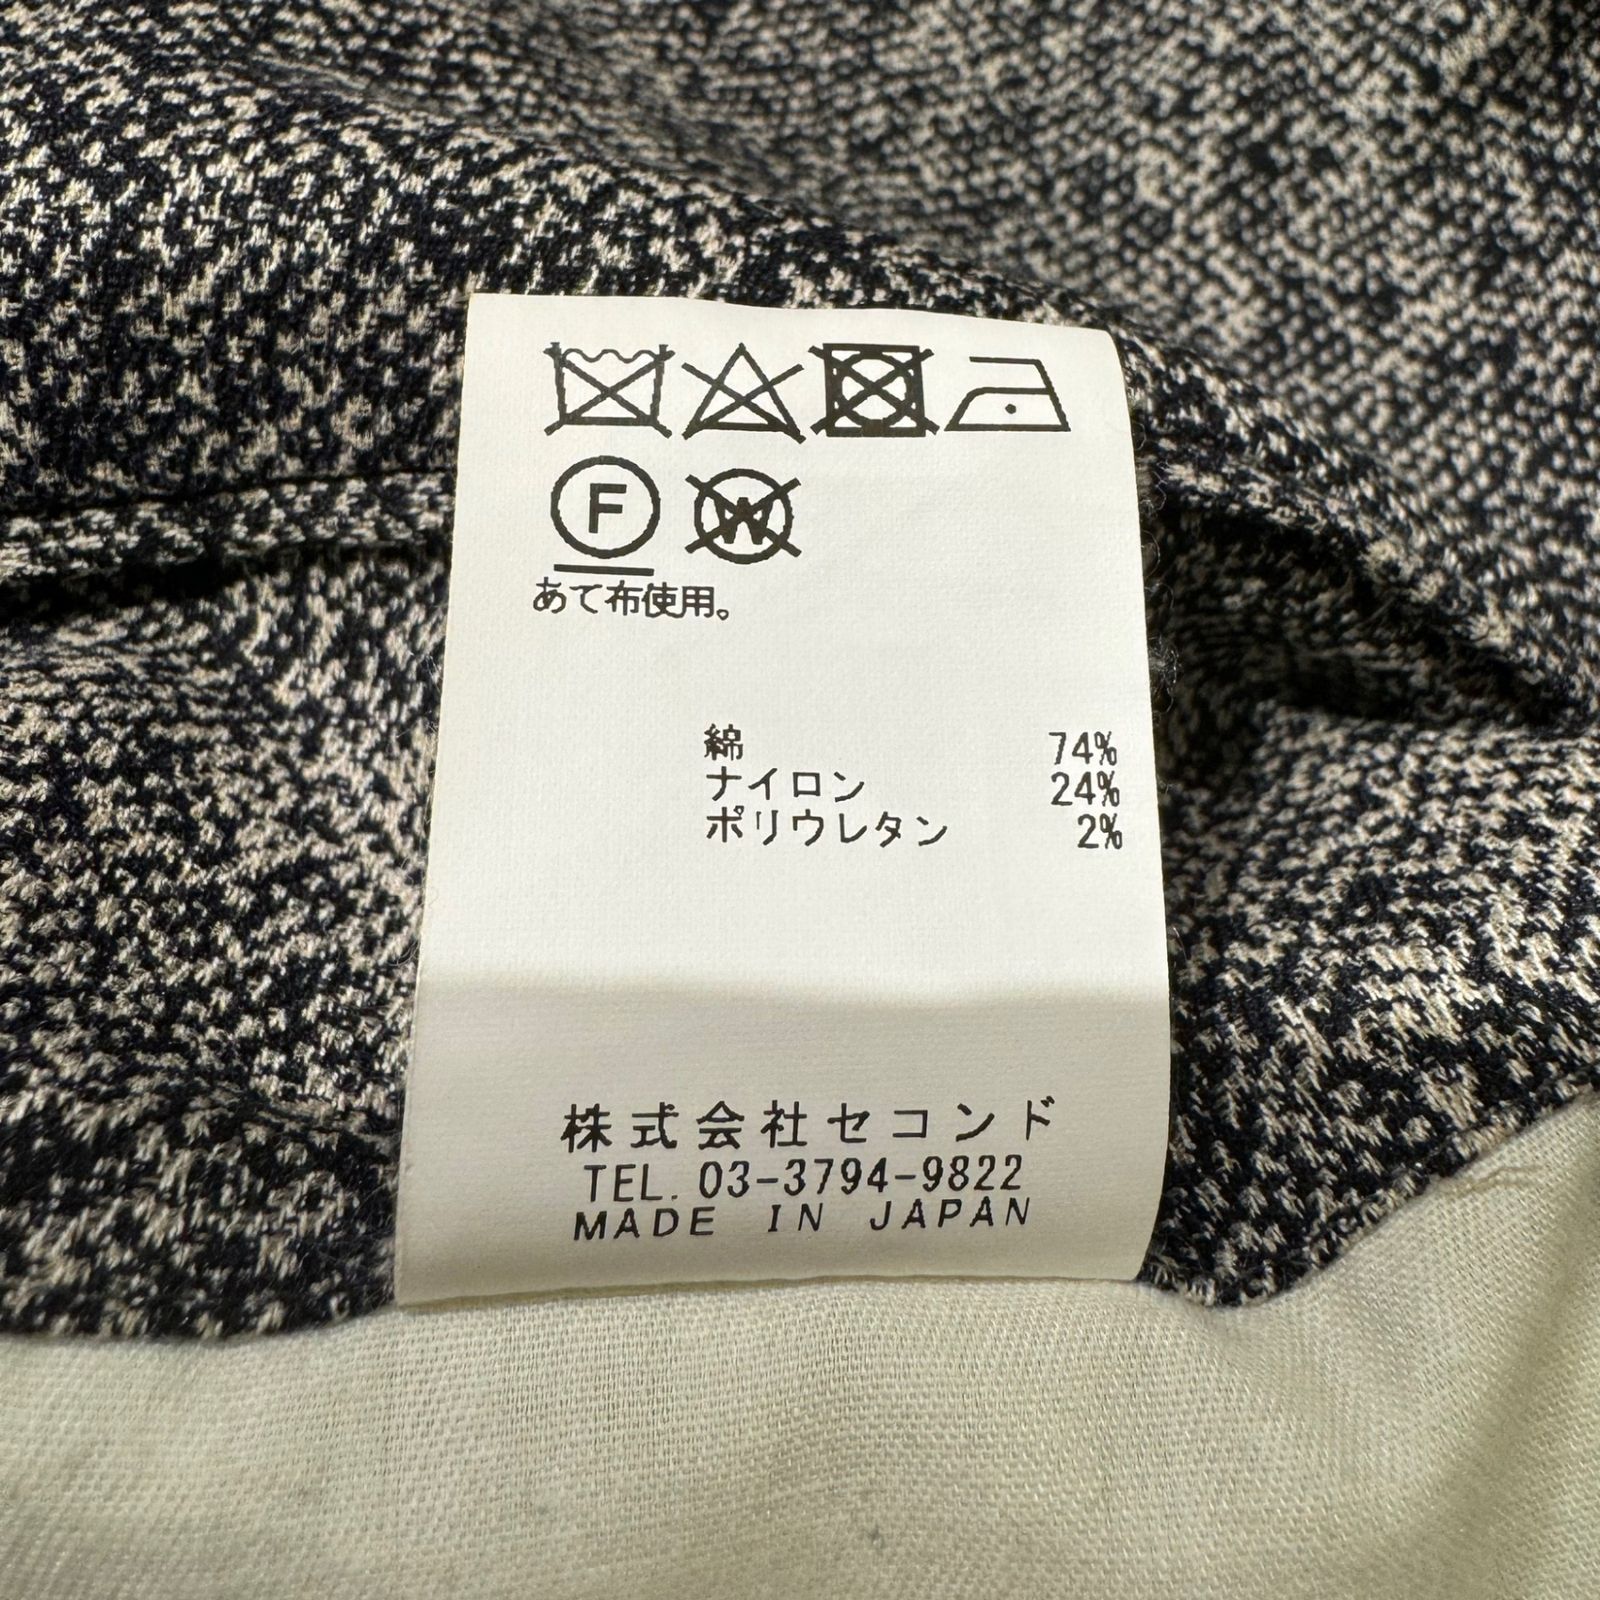 F W
あて布使用。
綿 74%
ナイロン 24%
ポリウレタン 2%
株式会社セコンド
TEL. 03-3794-9822
MADE IN JAPAN